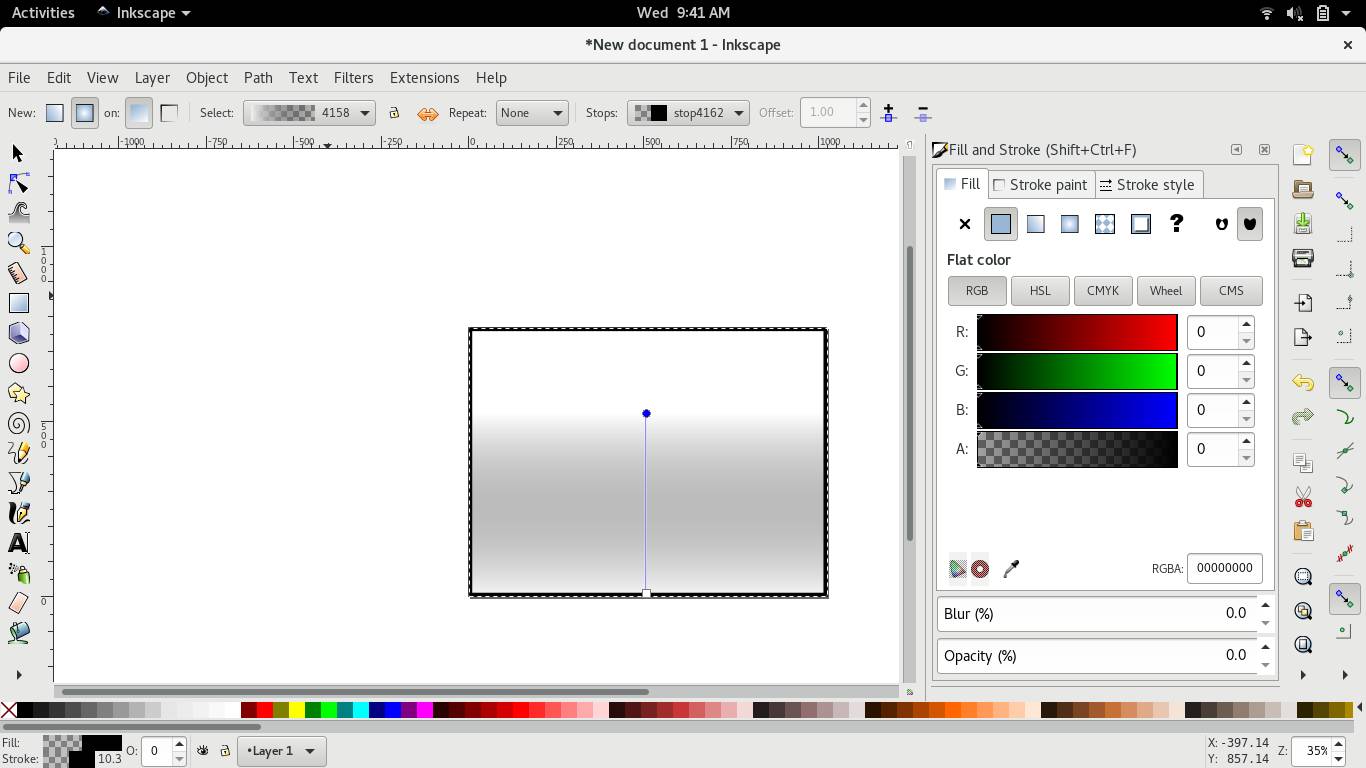 Activities Inkscape Wed 9:41 AM
*New document 1 - Inkscape
File Edit View Layer Object Path Text Filters Extensions Help
New: on: Select: 4158 Repeat: None Stops: stop4162 Offset: 1.00
-1000 -750 -500 -250 0 250 500 750 1000
Fill and Stroke (Shift+Ctrl+F)
Fill Stroke paint Stroke style
Flat color
RGB HSL CMYK Wheel CMS
R: 0
G: 0
B: 0
A: 0
1000
500
0
RGBA: 00000000
Blur (%) 0.0
Opacity (%) 0.0
Fill:
Stroke: 10.3 O: 0 •Layer 1
X: -397.14
Y: 857.14
Z: 35%